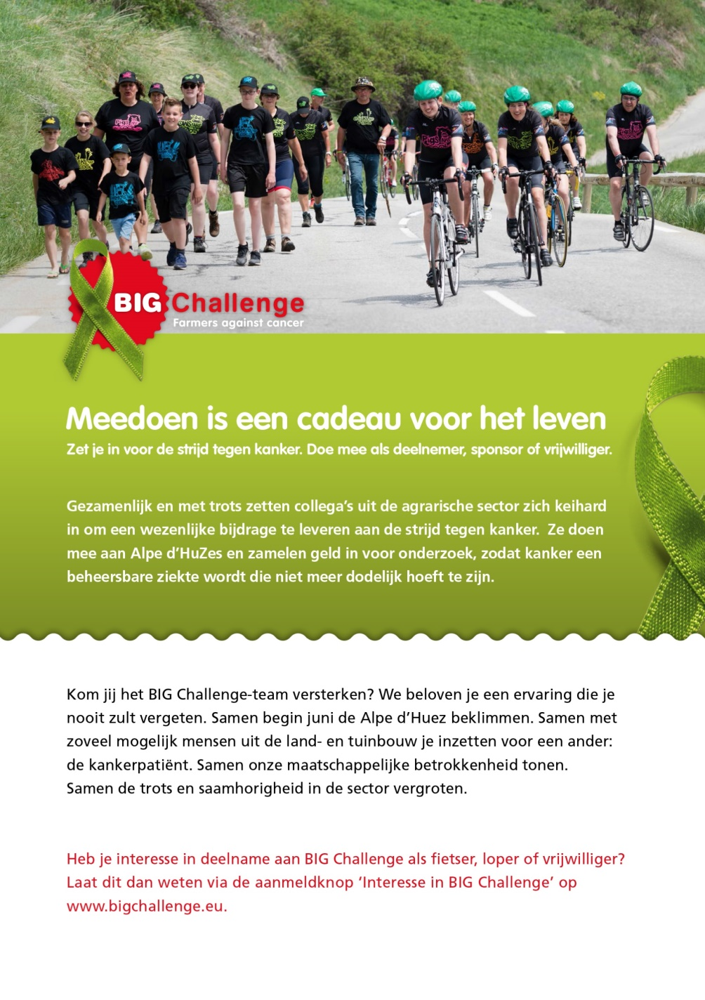 Pigs
Pigs
BIG Challenge
Farmers against cancer
Meedoen is een cadeau voor het leven
Zet je in voor de strijd tegen kanker. Doe mee als deelnemer, sponsor of vrijwilliger.
Gezamenlijk en met trots zetten collega’s uit de agrarische sector zich keihard
in om een wezenlijke bijdrage te leveren aan de strijd tegen kanker.  Ze doen
mee aan Alpe d’HuZes en zamelen geld in voor onderzoek, zodat kanker een
beheersbare ziekte wordt die niet meer dodelijk hoeft te zijn.
Kom jij het BIG Challenge-team versterken? We beloven je een ervaring die je
nooit zult vergeten. Samen begin juni de Alpe d’Huez beklimmen. Samen met
zoveel mogelijk mensen uit de land- en tuinbouw je inzetten voor een ander:
de kankerpatiënt. Samen onze maatschappelijke betrokkenheid tonen.
Samen de trots en saamhorigheid in de sector vergroten.
Heb je interesse in deelname aan BIG Challenge als fietser, loper of vrijwilliger?
Laat dit dan weten via de aanmeldknop ‘Interesse in BIG Challenge’ op
www.bigchallenge.eu.